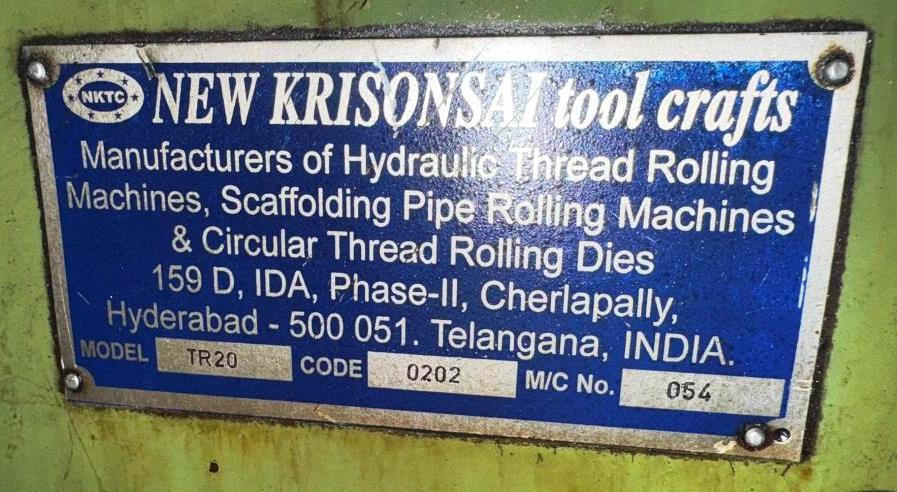 NKTC
NEW KRISONSAI tool crafts
Manufacturers of Hydraulic Thread Rolling
Machines, Scaffolding Pipe Rolling Machines
& Circular Thread Rolling Dies
159 D, IDA, Phase-II, Cherlapally,
Hyderabad - 500 051. Telangana, INDIA.
MODEL TR20 CODE 0202 M/C No. 054